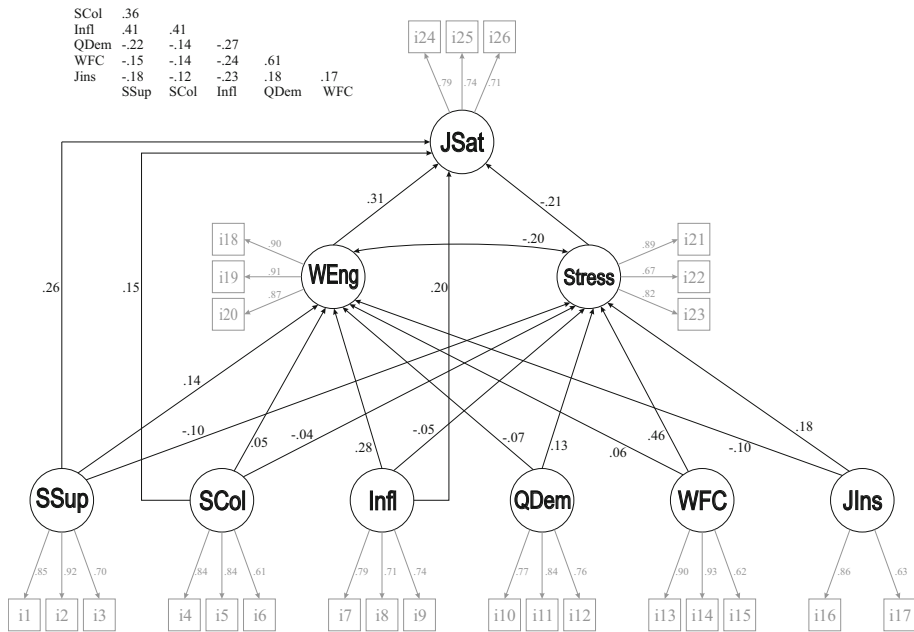 SCol .36
Infl .41 .41
QDem -.22 -.14 -.27
WFC -.15 -.14 -.24 .61
Jins -.18 -.12 -.23 .18 .17
SSup SCol Infl QDem WFC
i24 i25 i26
.79 .74 .71
JSat
.31 -.21
-.20
i18 .90 .89 i21
i19 .91 WEng Stress .67 i22
i20 .87 .82 i23
.26 .15 .20
.14
-.10 .05 -.04 .28 -.05 -.07 .13 .06 .46 -.10 .18
SSup SCol Infl QDem WFC JIns
.85 .92 .70 .84 .84 .61 .79 .71 .74 .77 .84 .76 .90 .93 .62 .86 .63
i1 i2 i3 i4 i5 i6 i7 i8 i9 i10 i11 i12 i13 i14 i15 i16 i17